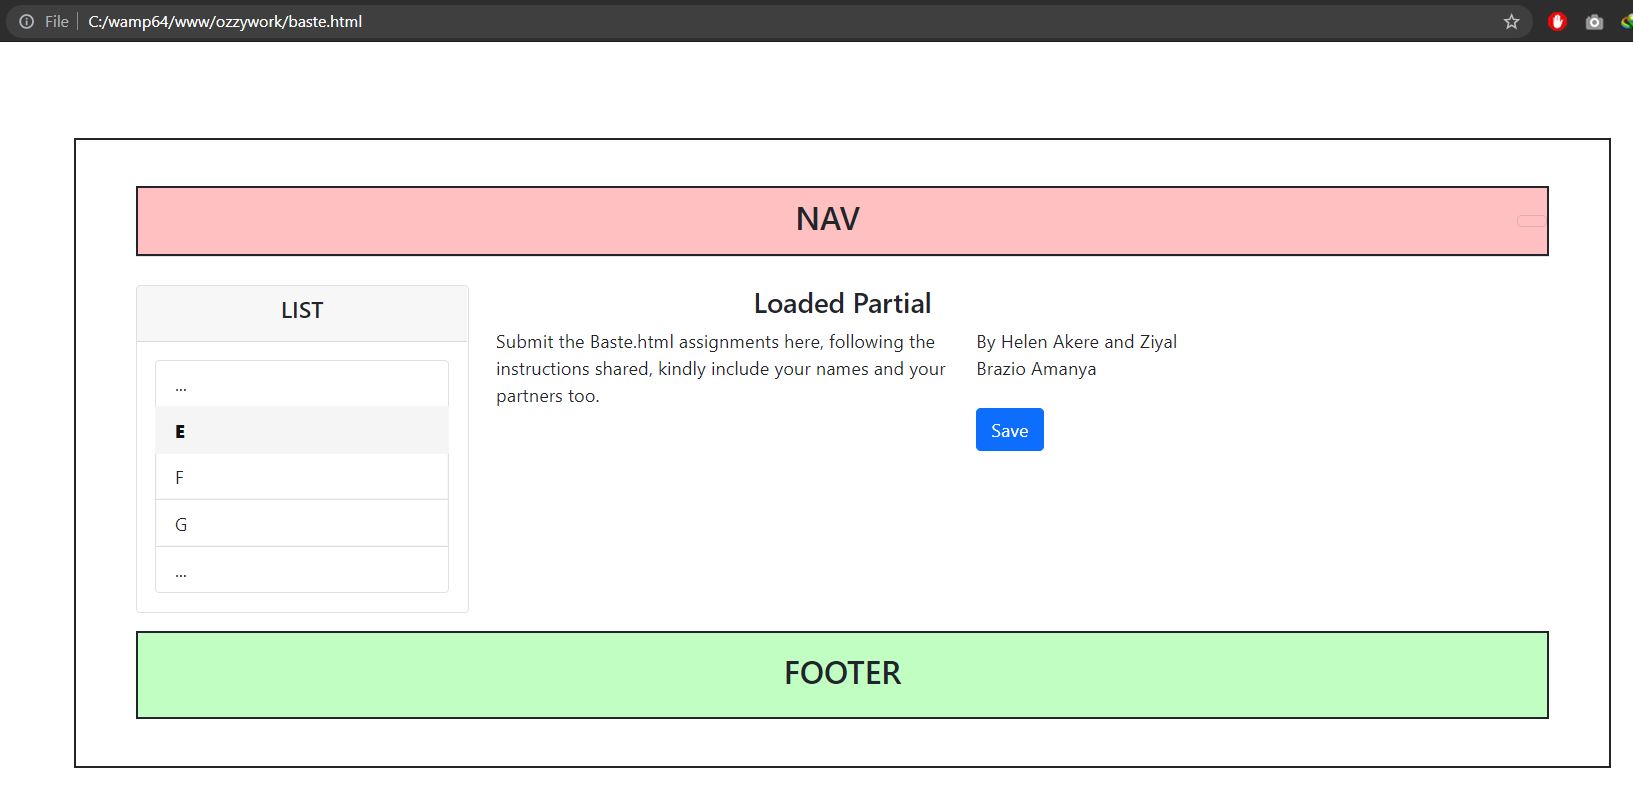 File C:/wamp64/www/ozzywork/baste.html
NAV
LIST
...
E
F
G
...
Loaded Partial
Submit the Baste.html assignments here, following the
instructions shared, kindly include your names and your
partners too.
By Helen Akere and Ziyal
Brazio Amanya
Save
FOOTER